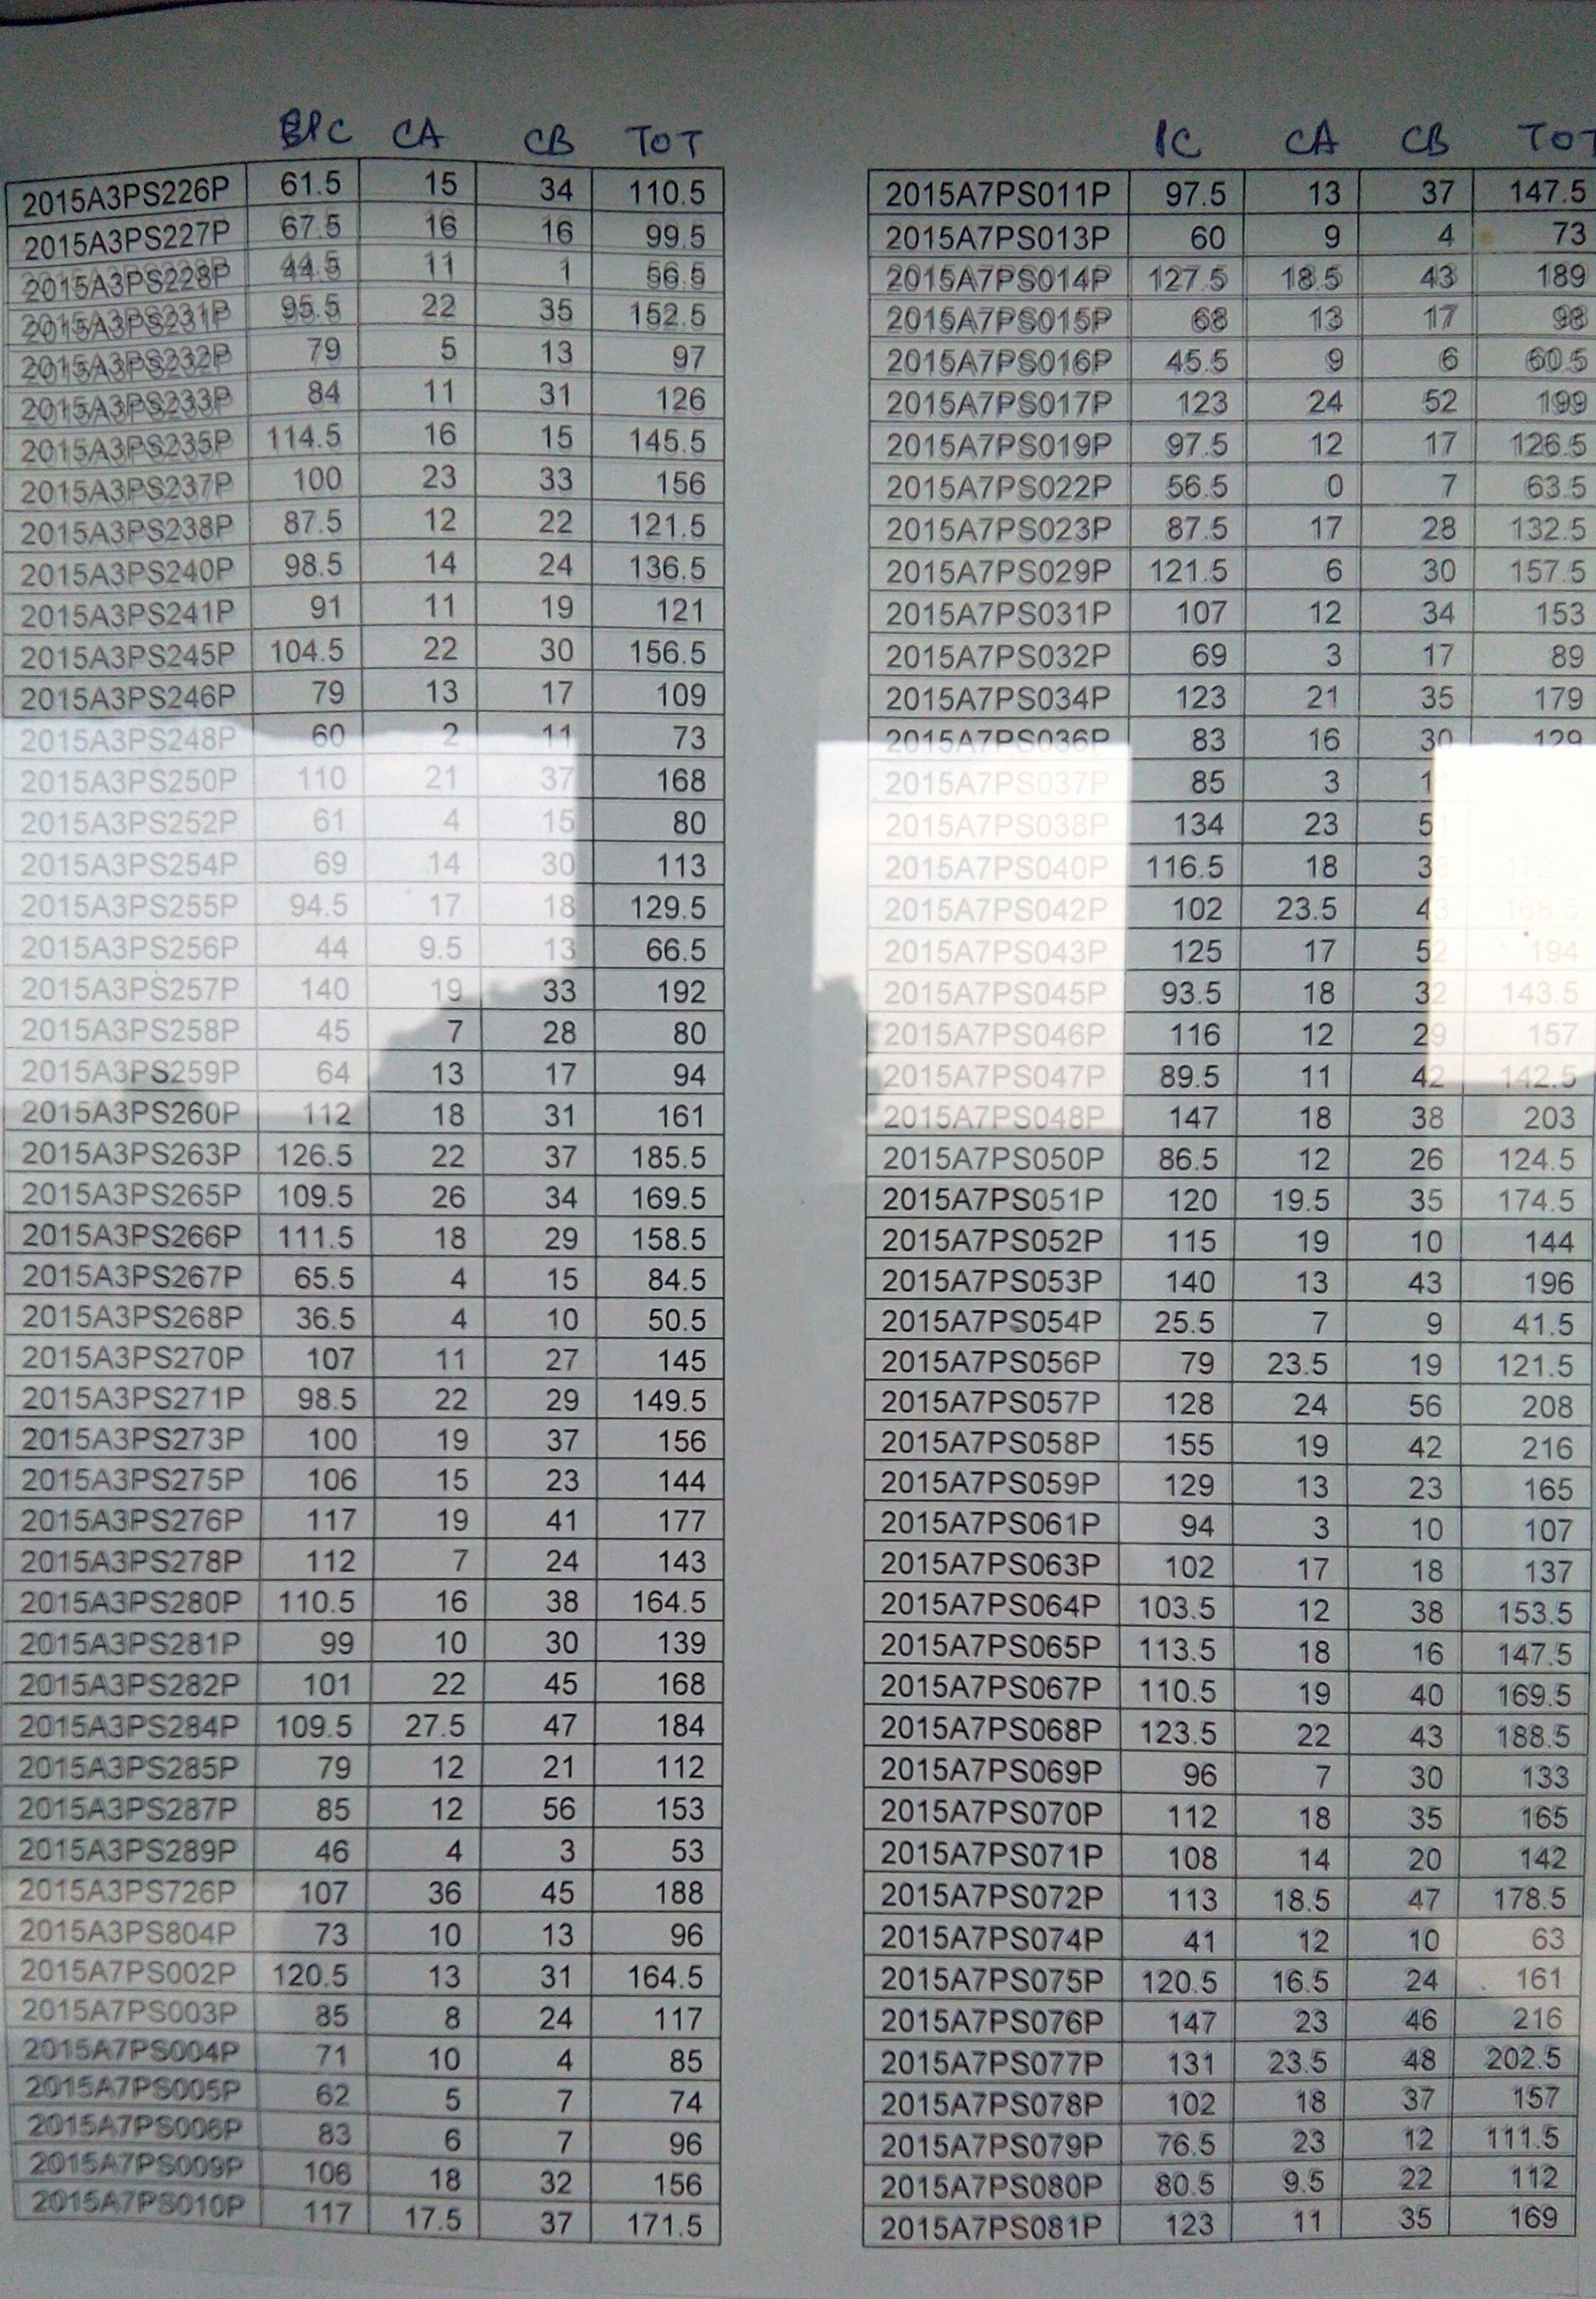 BIC CA CB TOT
2015A3PS226P 61.5 15 34 110.5
2015A3PS227P 67.5 16 16 99.5
2015A3PS228P 44.5 11 1 56.5
2015A3PS231P 95.5 22 35 152.5
2015A3PS232P 79 5 13 97
2015A3PS233P 84 11 31 126
2015A3PS235P 114.5 16 15 145.5
2015A3PS237P 100 23 33 156
2015A3PS238P 87.5 12 22 121.5
2015A3PS240P 98.5 14 24 136.5
2015A3PS241P 91 11 19 121
2015A3PS245P 104.5 22 30 156.5
2015A3PS246P 79 13 17 109
2015A3PS248P 60 2 11 73
2015A3PS250P 110 21 37 168
2015A3PS252P 61 4 15 80
2015A3PS254P 69 14 30 113
2015A3PS255P 94.5 17 18 129.5
2015A3PS256P 44 9.5 13 66.5
2015A3PS257P 140 19 33 192
2015A3PS258P 45 7 28 80
2015A3PS259P 64 13 17 94
2015A3PS260P 112 18 31 161
2015A3PS263P 126.5 22 37 185.5
2015A3PS265P 109.5 26 34 169.5
2015A3PS266P 111.5 18 29 158.5
2015A3PS267P 65.5 4 15 84.5
2015A3PS268P 36.5 4 10 50.5
2015A3PS270P 107 11 27 145
2015A3PS271P 98.5 22 29 149.5
2015A3PS273P 100 19 37 156
2015A3PS275P 106 15 23 144
2015A3PS276P 117 19 41 177
2015A3PS278P 112 7 24 143
2015A3PS280P 110.5 16 38 164.5
2015A3PS281P 99 10 30 139
2015A3PS282P 101 22 45 168
2015A3PS284P 109.5 27.5 47 184
2015A3PS285P 79 12 21 112
2015A3PS287P 85 12 56 153
2015A3PS289P 46 4 3 53
2015A3PS726P 107 36 45 188
2015A3PS804P 73 10 13 96
2015A7PS002P 120.5 13 31 164.5
2015A7PS003P 85 8 24 117
2015A7PS004P 71 10 4 85
2015A7PS005P 62 5 7 74
2015A7PS006P 83 6 7 96
2015A7PS009P 106 18 32 156
2015A7PS010P 117 17.5 37 171.5
IC CA CB TOT
2015A7PS011P 97.5 13 37 147.5
2015A7PS013P 60 9 4 73
2015A7PS014P 127.5 18.5 43 189
2015A7PS015P 68 13 17 98
2015A7PS016P 45.5 9 6 60.5
2015A7PS017P 123 24 52 199
2015A7PS019P 97.5 12 17 126.5
2015A7PS022P 56.5 0 7 63.5
2015A7PS023P 87.5 17 28 132.5
2015A7PS029P 121.5 6 30 157.5
2015A7PS031P 107 12 34 153
2015A7PS032P 69 3 17 89
2015A7PS034P 123 21 35 179
2015A7PS036P 83 16 30 129
2015A7PS037P 85 3
2015A7PS038P 134 23
2015A7PS040P 116.5 18
2015A7PS042P 102 23.5 43 168.5
2015A7PS043P 125 17 52 194
2015A7PS045P 93.5 18 32 143.5
2015A7PS046P 116 12 29 157
2015A7PS047P 89.5 11 42 142.5
2015A7PS048P 147 18 38 203
2015A7PS050P 86.5 12 26 124.5
2015A7PS051P 120 19.5 35 174.5
2015A7PS052P 115 19 10 144
2015A7PS053P 140 13 43 196
2015A7PS054P 25.5 7 9 41.5
2015A7PS056P 79 23.5 19 121.5
2015A7PS057P 128 24 56 208
2015A7PS058P 155 19 42 216
2015A7PS059P 129 13 23 165
2015A7PS061P 94 3 10 107
2015A7PS063P 102 17 18 137
2015A7PS064P 103.5 12 38 153.5
2015A7PS065P 113.5 18 16 147.5
2015A7PS067P 110.5 19 40 169.5
2015A7PS068P 123.5 22 43 188.5
2015A7PS069P 96 7 30 133
2015A7PS070P 112 18 35 165
2015A7PS071P 108 14 20 142
2015A7PS072P 113 18.5 47 178.5
2015A7PS074P 41 12 10 63
2015A7PS075P 120.5 16.5 24 161
2015A7PS076P 147 23 46 216
2015A7PS077P 131 23.5 48 202.5
2015A7PS078P 102 18 37 157
2015A7PS079P 76.5 23 12 111.5
2015A7PS080P 80.5 9.5 22 112
2015A7PS081P 123 11 35 169